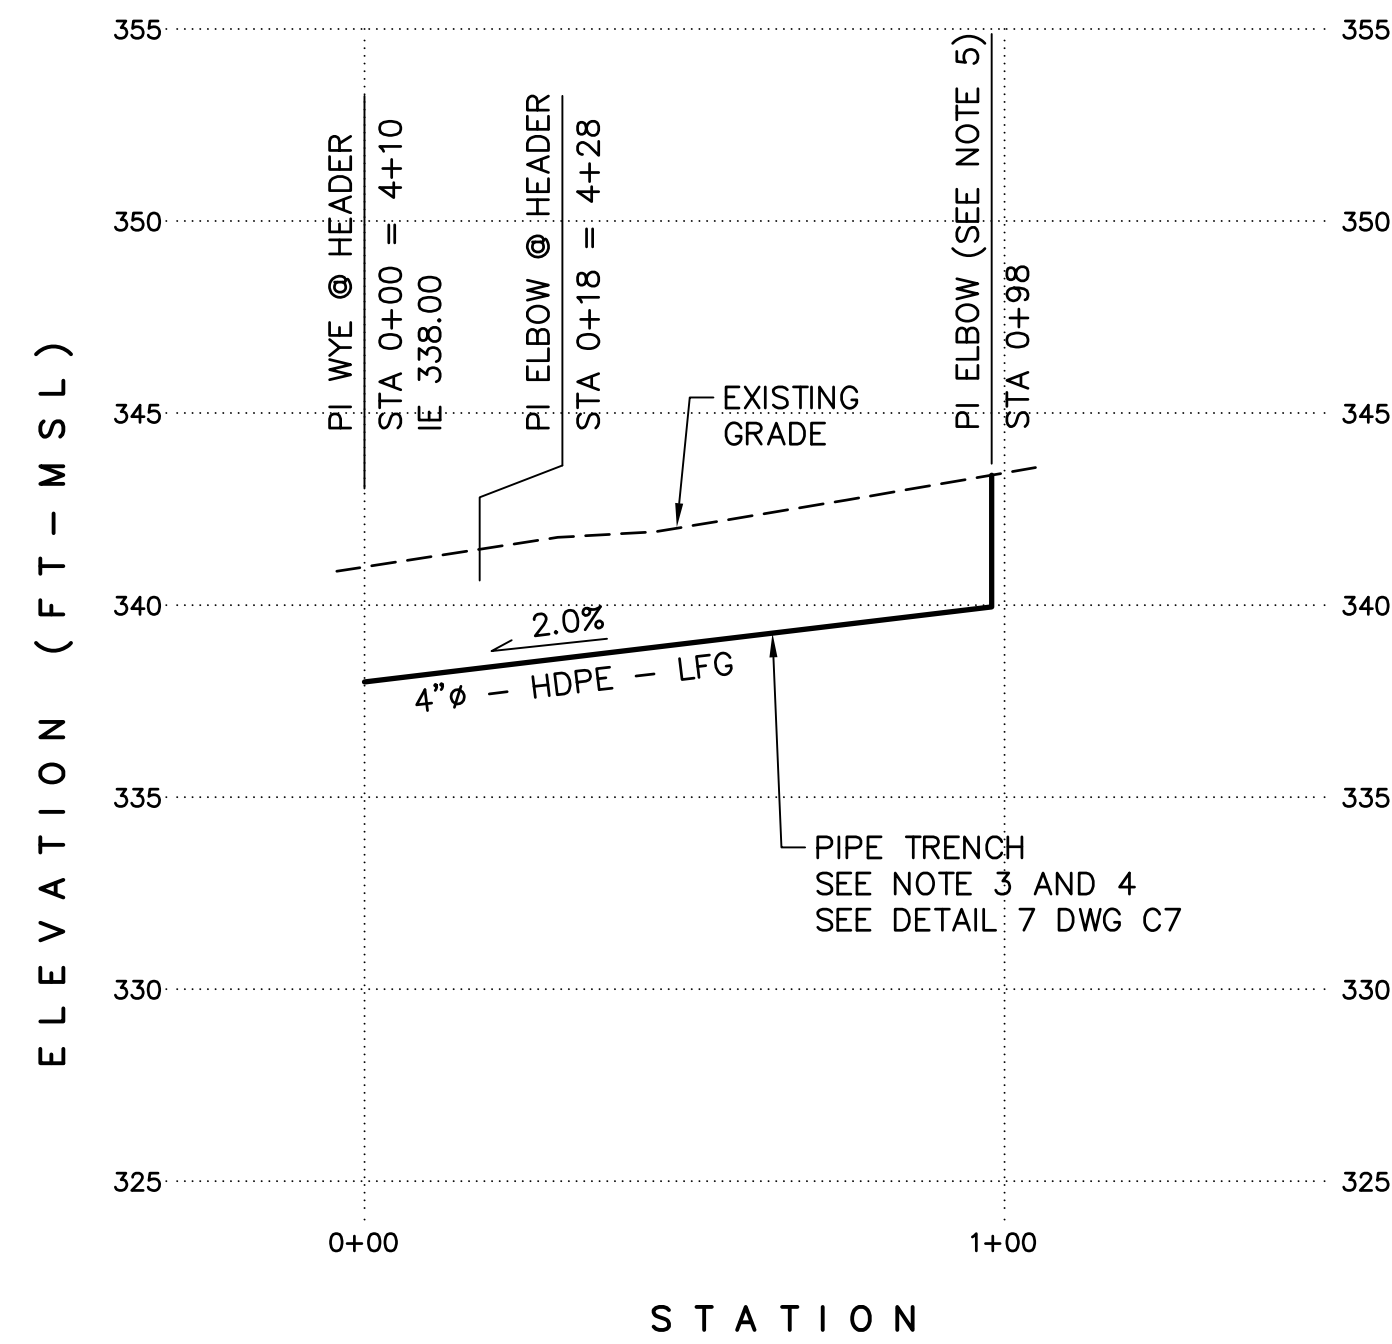 355
355
PI WYE @ HEADER
STA 0+00 = 4+10
IE 338.00
PI ELBOW @ HEADER
STA 0+18 = 4+28
PI ELBOW (SEE NOTE 5)
STA 0+98
350
350
345
345
EXISTING
GRADE
340
340
2.0%
4”ø – HDPE – LFG
335
335
PIPE TRENCH
SEE NOTE 3 AND 4
SEE DETAIL 7 DWG C7
330
330
325
325
ELEVATION (FT-MSL)
0+00
1+00
STATION